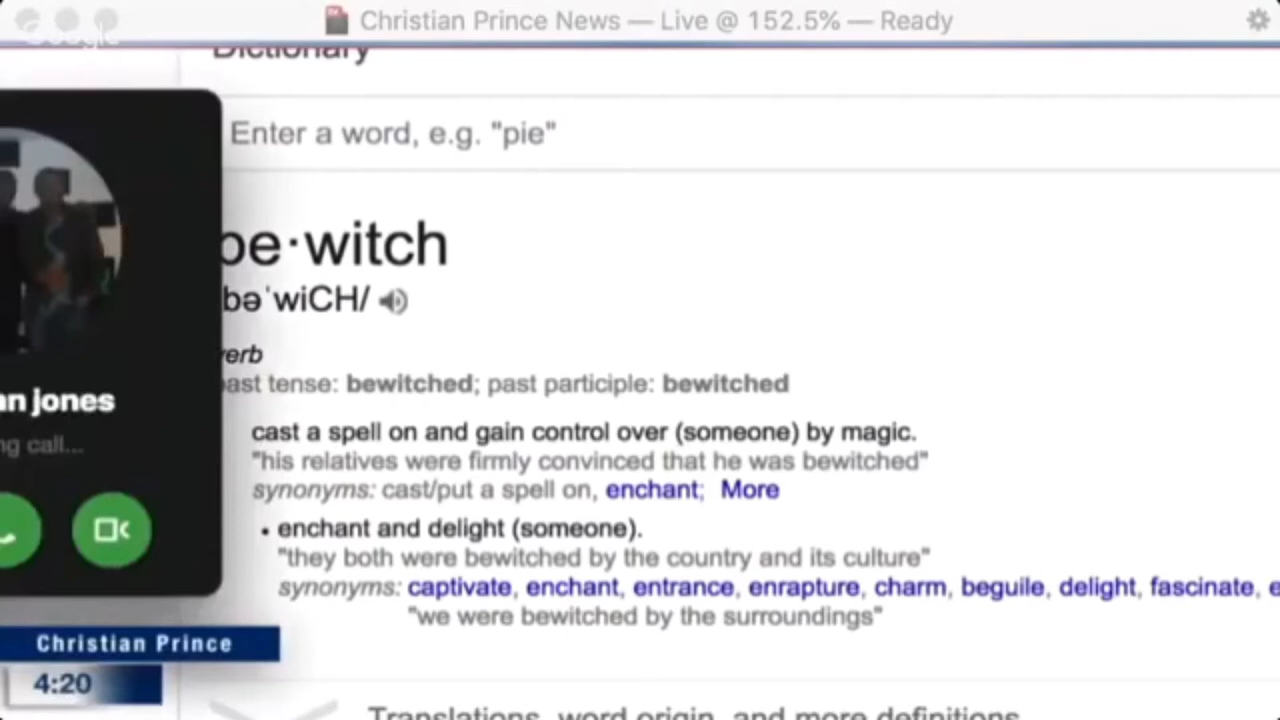 Christian Prince News — Live @ 152.5% — Ready
Google
Dictionary
Enter a word, e.g. "pie"
be·witch
bəˈwiCH/
verb
past tense: bewitched; past participle: bewitched
cast a spell on and gain control over (someone) by magic.
"his relatives were firmly convinced that he was bewitched"
synonyms: cast/put a spell on, enchant; More
• enchant and delight (someone).
"they both were bewitched by the country and its culture"
synonyms: captivate, enchant, entrance, enrapture, charm, beguile, delight, fascinate, e
"we were bewitched by the surroundings"
Translations, word origin, and more definitions
an jones
ng call...
Christian Prince
4:20